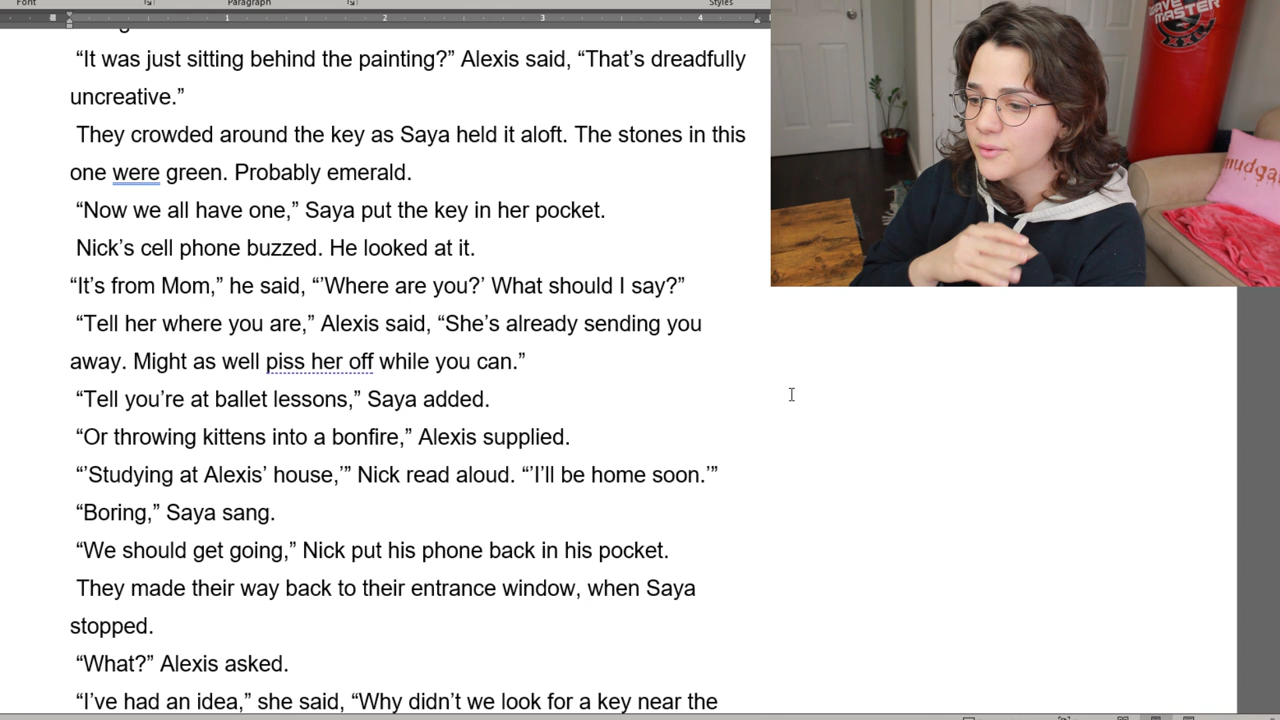 Font
Paragraph
Styles
1
2
3
4
“It was just sitting behind the painting?” Alexis said, “That’s dreadfully
uncreative.”
They crowded around the key as Saya held it aloft. The stones in this
one were green. Probably emerald.
“Now we all have one,” Saya put the key in her pocket.
Nick’s cell phone buzzed. He looked at it.
“It’s from Mom,” he said, “’Where are you?’ What should I say?”
“Tell her where you are,” Alexis said, “She’s already sending you
away. Might as well piss her off while you can.”
“Tell you’re at ballet lessons,” Saya added.
“Or throwing kittens into a bonfire,” Alexis supplied.
“’Studying at Alexis’ house,’” Nick read aloud. “’I’ll be home soon.’”
“Boring,” Saya sang.
“We should get going,” Nick put his phone back in his pocket.
They made their way back to their entrance window, when Saya
stopped.
“What?” Alexis asked.
“I’ve had an idea,” she said, “Why didn’t we look for a key near the
WAVE
MASTER
XXL
mudga